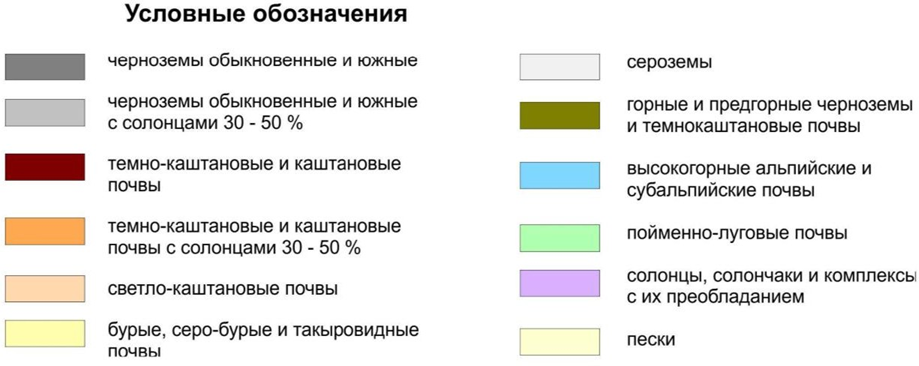 Условные обозначения
черноземы обыкновенные и южные
черноземы обыкновенные и южные
с солонцами 30 - 50 %
темно-каштановые и каштановые
почвы
темно-каштановые и каштановые
почвы с солонцами 30 - 50 %
светло-каштановые почвы
бурые, серо-бурые и такыровидные
почвы
сероземы
горные и предгорные черноземы
и темнокаштановые почвы
высокогорные альпийские и
субальпийские почвы
пойменно-луговые почвы
солонцы, солончаки и комплексы
с их преобладанием
пески